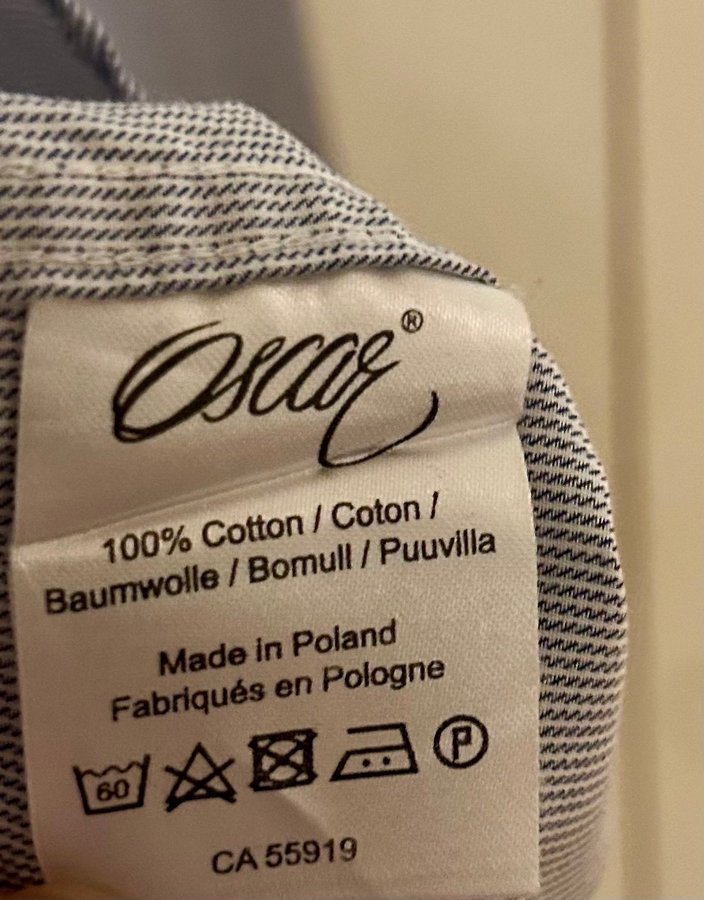 Oscar®
100% Cotton / Coton /
Baumwolle / Bomull / Puuvilla
Made in Poland
Fabriqués en Pologne
60 P
CA 55919